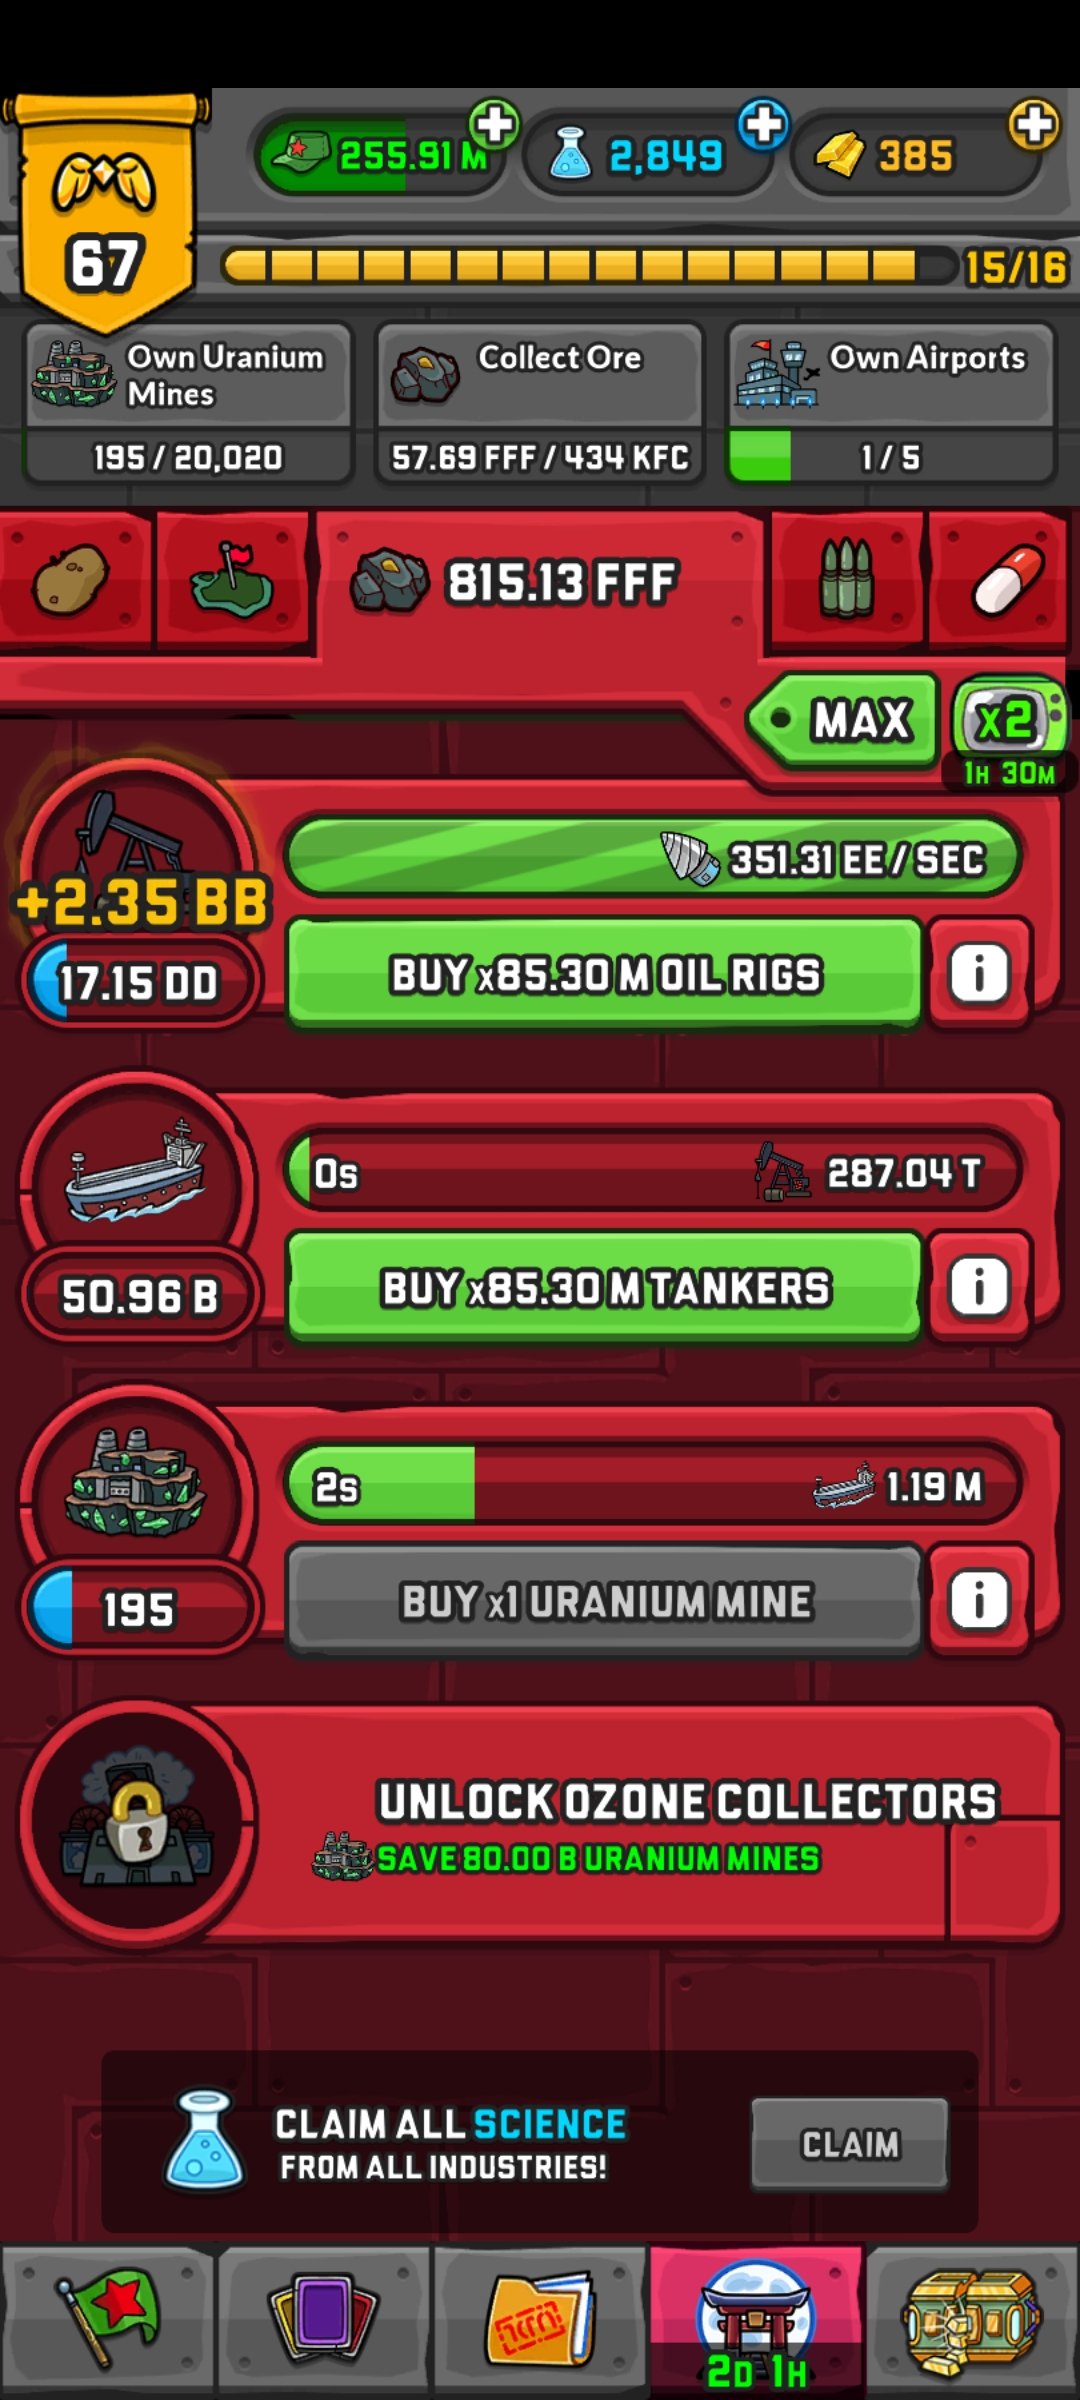 255.91 M
2,849
385
67
15/16
Own Uranium
Mines
195 / 20,020
Collect Ore
57.69 FFF / 434 KFC
Own Airports
1 / 5
815.13 FFF
MAX
x2
1H 30M
351.31 EE / SEC
+2.35 BB
17.15 DD
BUY x85.30 M OIL RIGS
i
0s
287.04 T
50.96 B
BUY x85.30 M TANKERS
i
2s
1.19 M
195
BUY x1 URANIUM MINE
i
UNLOCK OZONE COLLECTORS
SAVE 80.00 B URANIUM MINES
CLAIM ALL SCIENCE
FROM ALL INDUSTRIES!
CLAIM
2D 1H